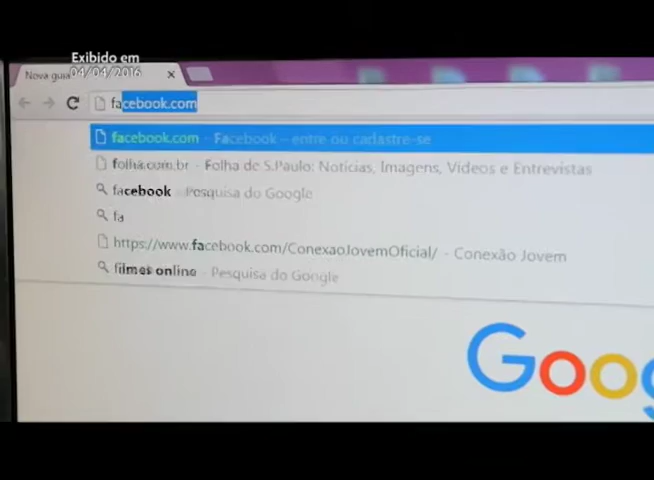 Exibido em
04/04/2016
Nova guia
facebook.com
facebook.com - Facebook – entre ou cadastre-se
folha.com.br - Folha de S.Paulo: Notícias, Imagens, Vídeos e Entrevistas
facebook - Pesquisa do Google
fa
https://www.facebook.com/ConexaoJovemOficial/ - Conexão Jovem
filmes online - Pesquisa do Google